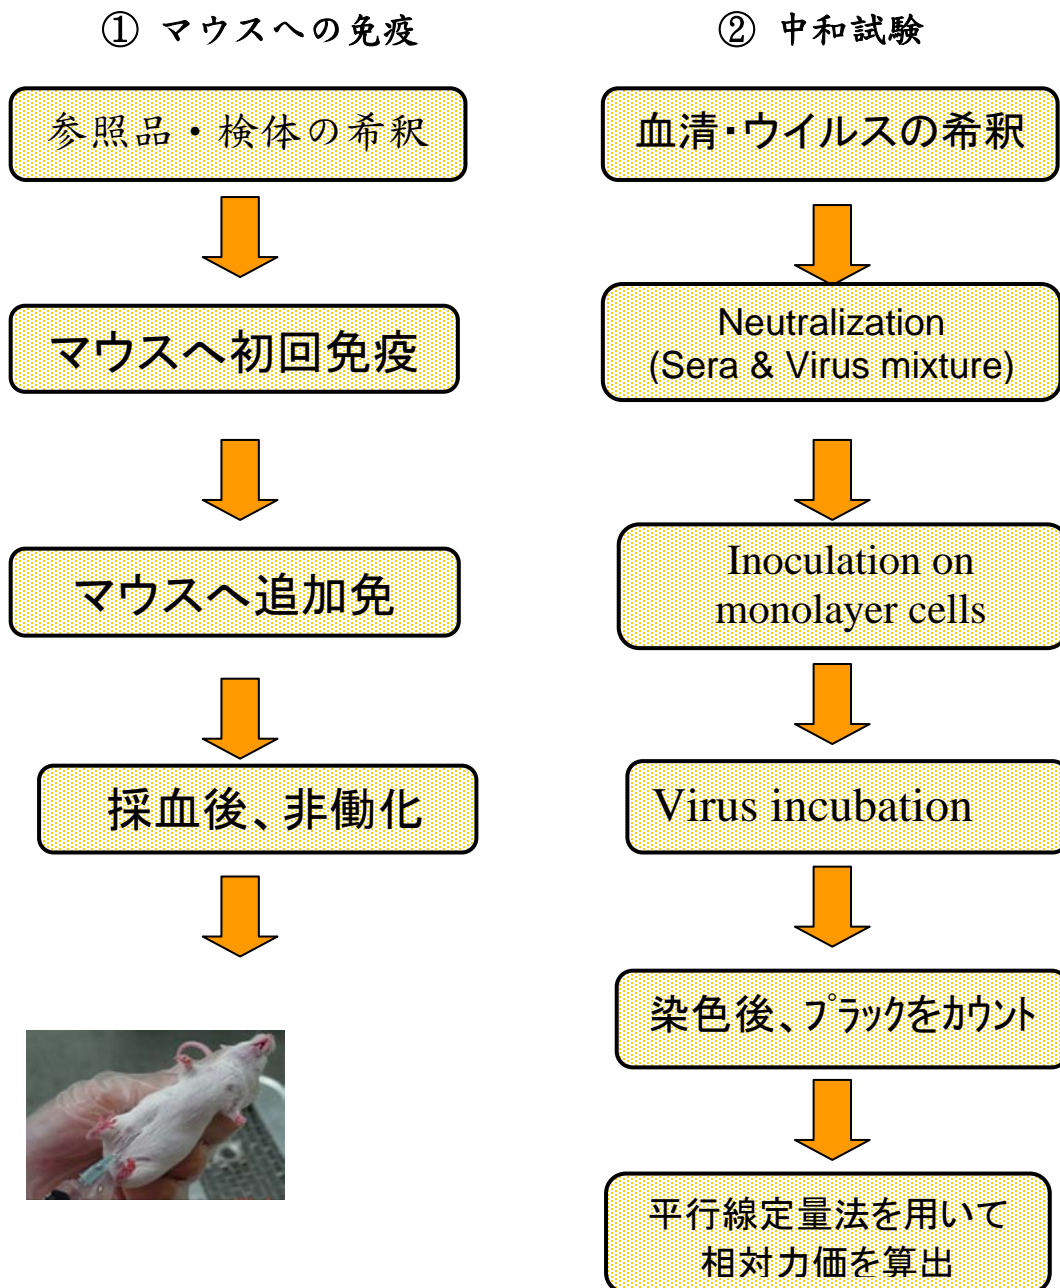 ① マウスへの免疫
参照品・検体の希釈
マウスへ初回免疫
マウスへ追加免
採血後、非働化
② 中和試験
血清・ウイルスの希釈
Neutralization
(Sera & Virus mixture)
Inoculation on
monolayer cells
Virus incubation
染色後、プラックをカウント
平行線定量法を用いて
相対力価を算出